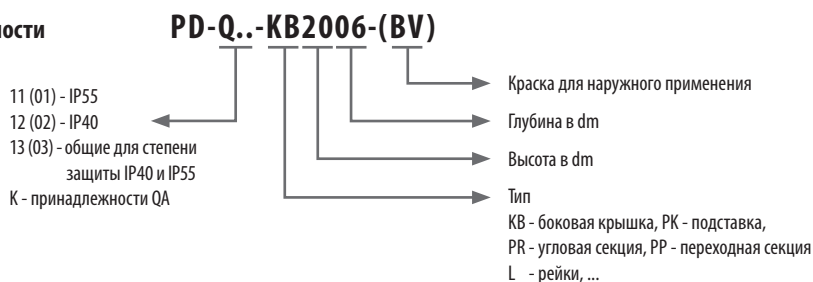 PD-Q..-KB2006-(BV)
11 (01) - IP55
12 (02) - IP40
13 (03) - общие для степени
защиты IP40 и IP55
K - принадлежности QA
Краска для наружного применения
Глубина в dm
Высота в dm
Тип
KB - боковая крышка, PK - подставка,
PR - угловая секция, PP - переходная секция
L - рейки, ...